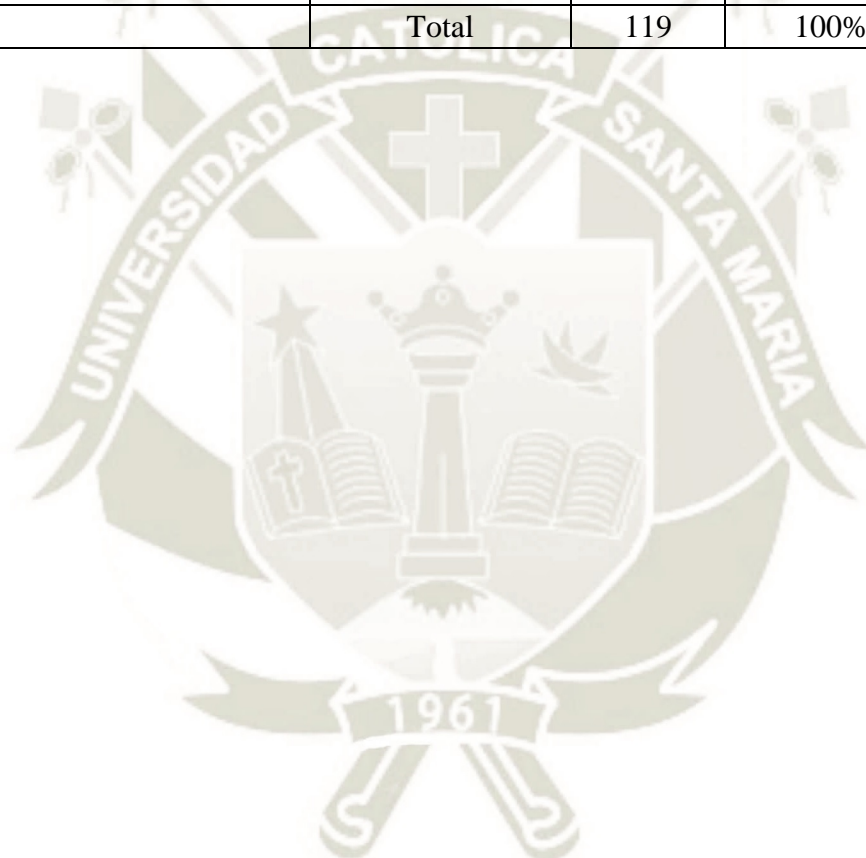 Total 119 100%
CATOLICA
UNIVERSIDAD
SANTA MARIA
1961